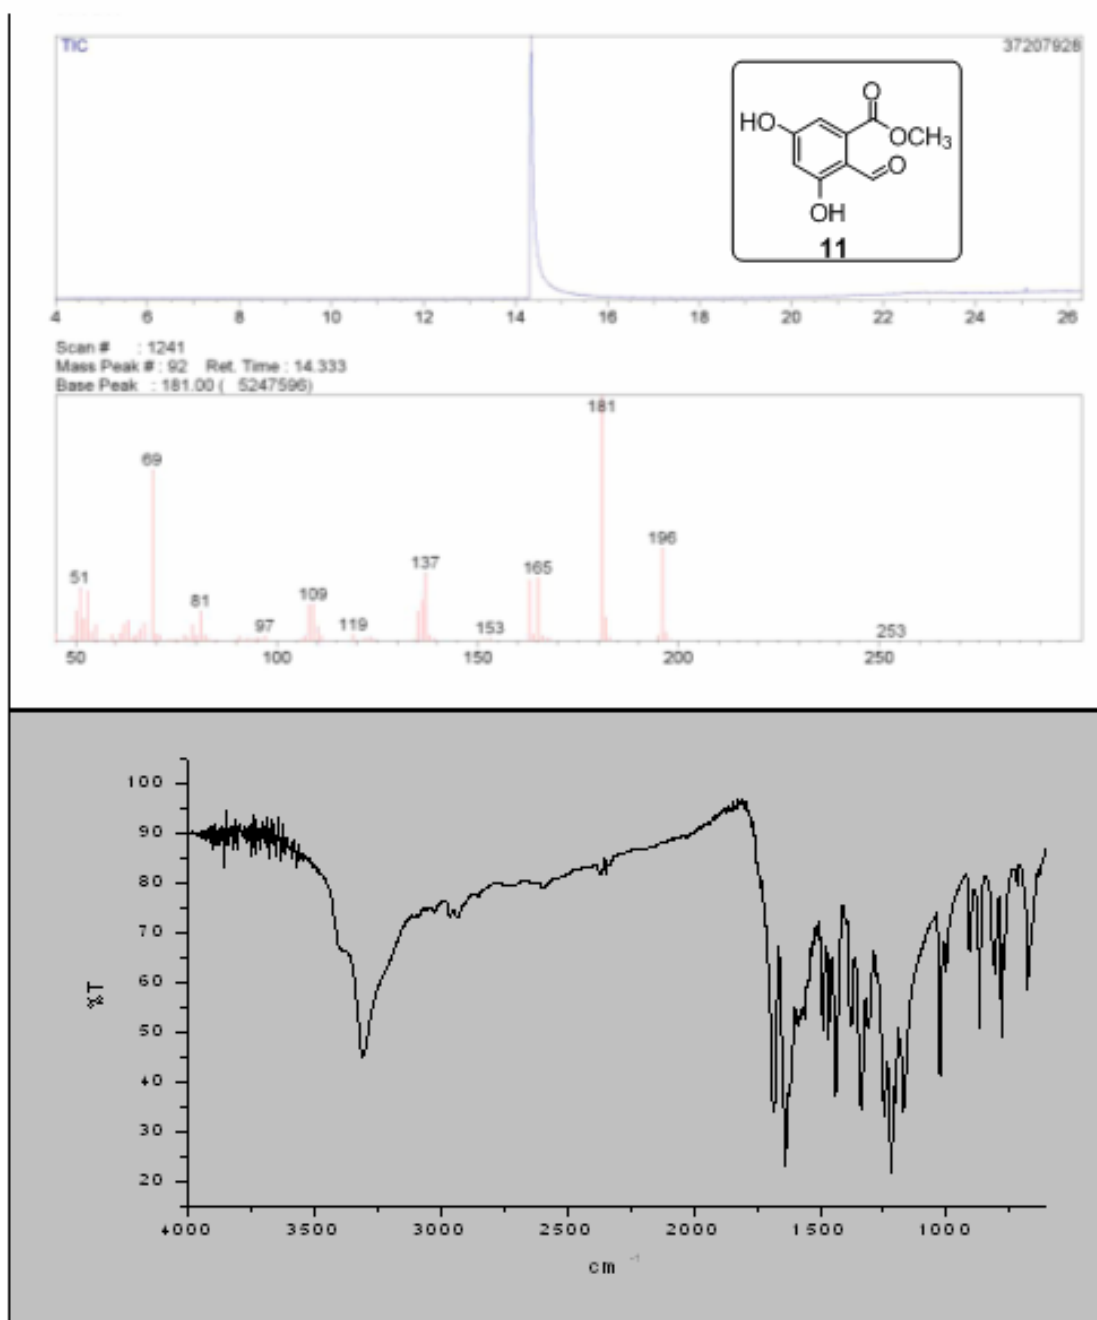 TIC
37207928
O
HO
OCH3
O
OH
11
4 6 8 10 12 14 16 18 20 22 24 26
Scan # : 1241
Mass Peak # : 92 Ret. Time : 14.333
Base Peak : 181.00 ( 5247596)
181
69
196
137
165
51
109
81
97
119
153
253
50 100 150 200 250
100
90
80
70
60
50
40
30
20
%T
4000 3500 3000 2500 2000 1500 1000
cm -1